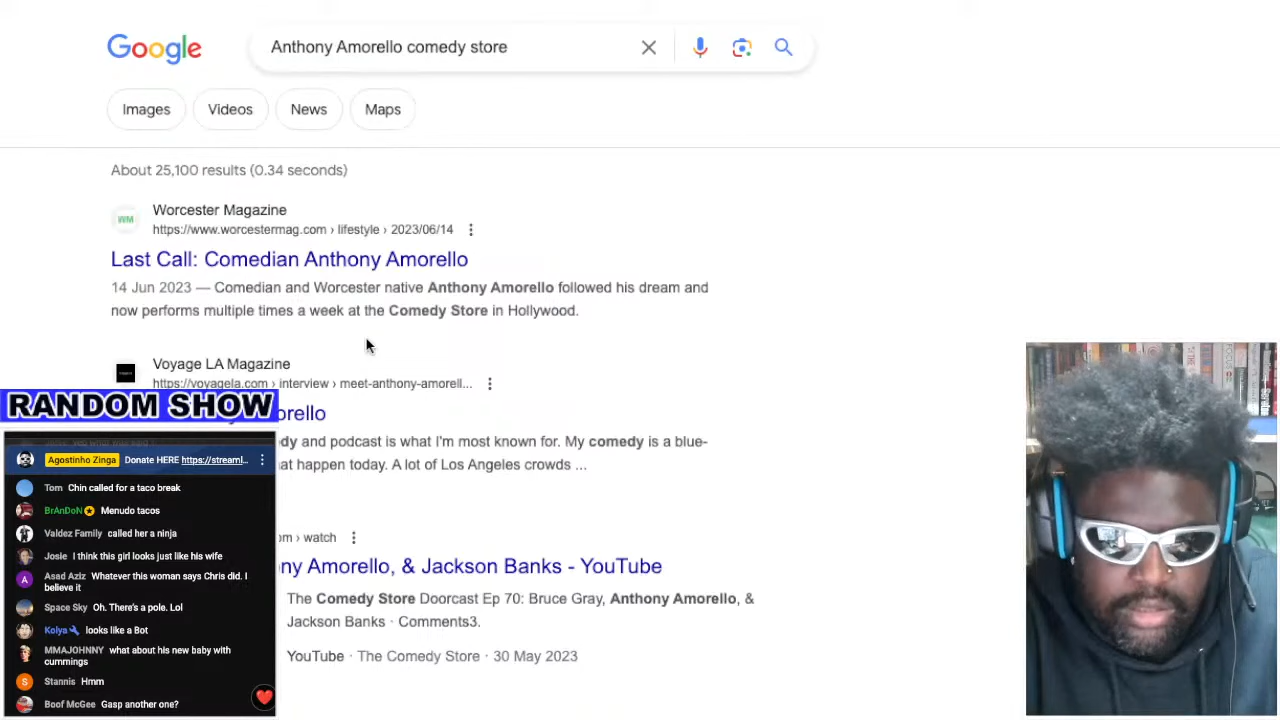 Google
Anthony Amorello comedy store
Images
Videos
News
Maps
About 25,100 results (0.34 seconds)
WM
Worcester Magazine
https://www.worcestermag.com › lifestyle › 2023/06/14
Last Call: Comedian Anthony Amorello
14 Jun 2023 — Comedian and Worcester native Anthony Amorello followed his dream and
now performs multiple times a week at the Comedy Store in Hollywood.
Voyage LA Magazine
https://voyagela.com › interview › meet-anthony-amorell...
orello
dy and podcast is what I'm most known for. My comedy is a blue-
at happen today. A lot of Los Angeles crowds ...
om › watch
ny Amorello, & Jackson Banks - YouTube
The Comedy Store Doorcast Ep 70: Bruce Gray, Anthony Amorello, &
Jackson Banks · Comments3.
YouTube · The Comedy Store · 30 May 2023
RANDOM SHOW
Agostinho Zinga Donate HERE https://streaml...
Tom Chin called for a taco break
BrAnDoN Menudo tacos
Valdez Family called her a ninja
Josie I think this girl looks just like his wife
A
Asad Aziz Whatever this woman says Chris did. I
believe it
Space Sky Oh. There's a pole. Lol
Kolya looks like a Bot
MMAJOHNNY what about his new baby with
cummings
S
Stannis Hmm
Boof McGee Gasp another one?